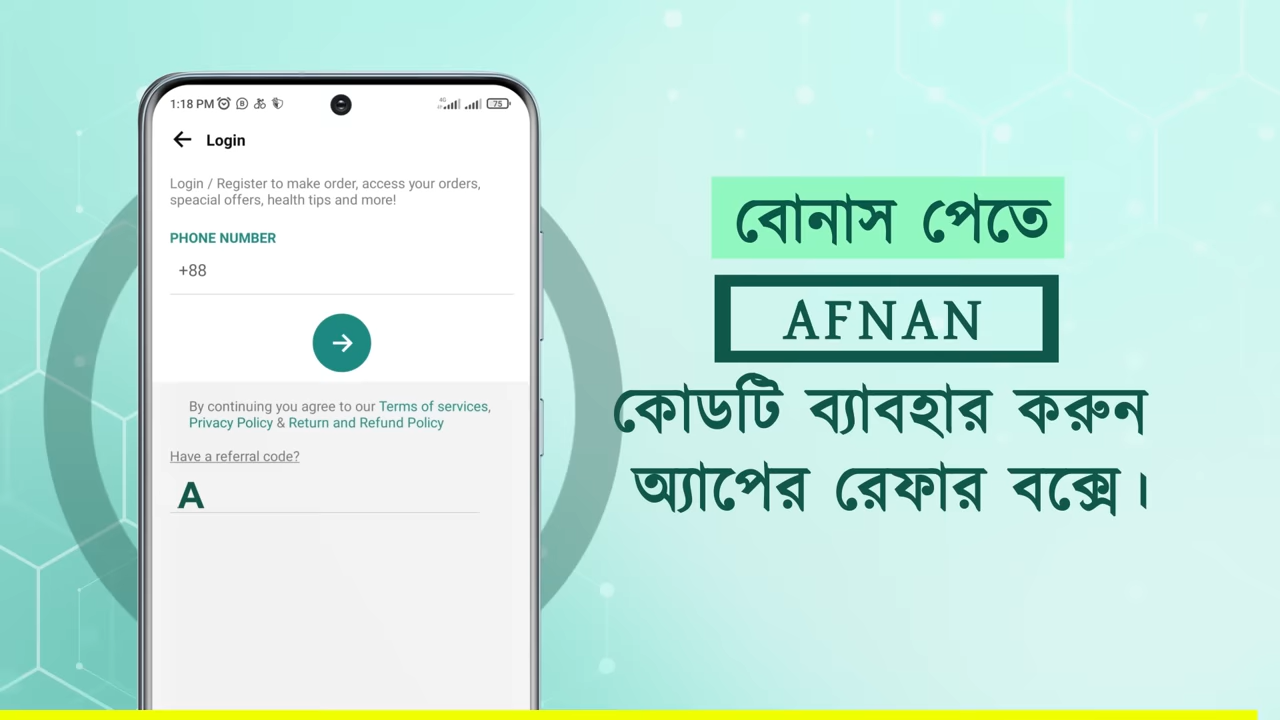 1:18 PM
4G
75
Login
Login / Register to make order, access your orders,
speacial offers, health tips and more!
PHONE NUMBER
+88
By continuing you agree to our Terms of services,
Privacy Policy & Return and Refund Policy
Have a referral code?
A
বোনাস পেতে
AFNAN
কোডটি ব্যাবহার করুন
অ্যাপের রেফার বক্সে।